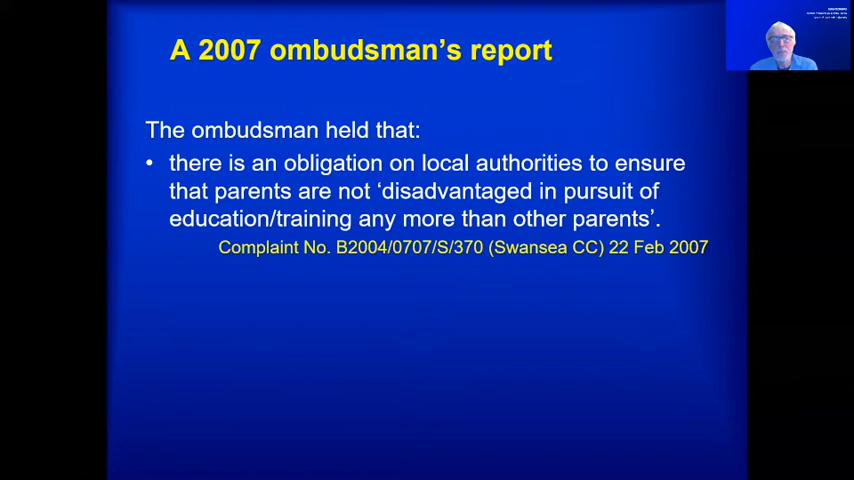 A 2007 ombudsman's report
The ombudsman held that:
• there is an obligation on local authorities to ensure
that parents are not ‘disadvantaged in pursuit of
education/training any more than other parents’.
Complaint No. B2004/0707/S/370 (Swansea CC) 22 Feb 2007